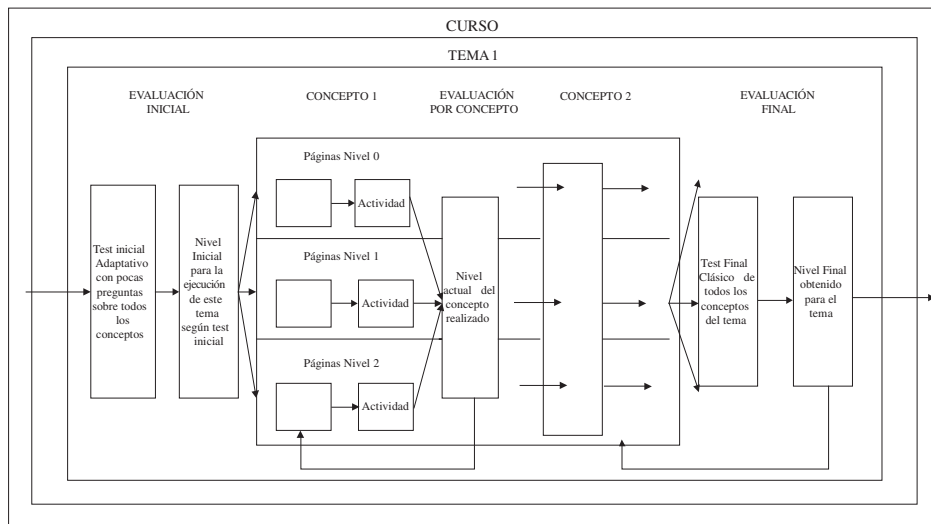 CURSO
TEMA 1
EVALUACIÓN
INICIAL
CONCEPTO 1
EVALUACIÓN
POR CONCEPTO
CONCEPTO 2
EVALUACIÓN
FINAL
Test inicial
Adaptativo
con pocas
preguntas
sobre todos
los
conceptos
Nivel
Inicial
para la
ejecución
de este
tema
según test
inicial
Páginas Nivel 0
Actividad
Páginas Nivel 1
Actividad
Páginas Nivel 2
Actividad
Nivel
actual del
concepto
realizado
Test Final
Clásico de
todos los
conceptos
del tema
Nivel Final
obtenido
para el
tema